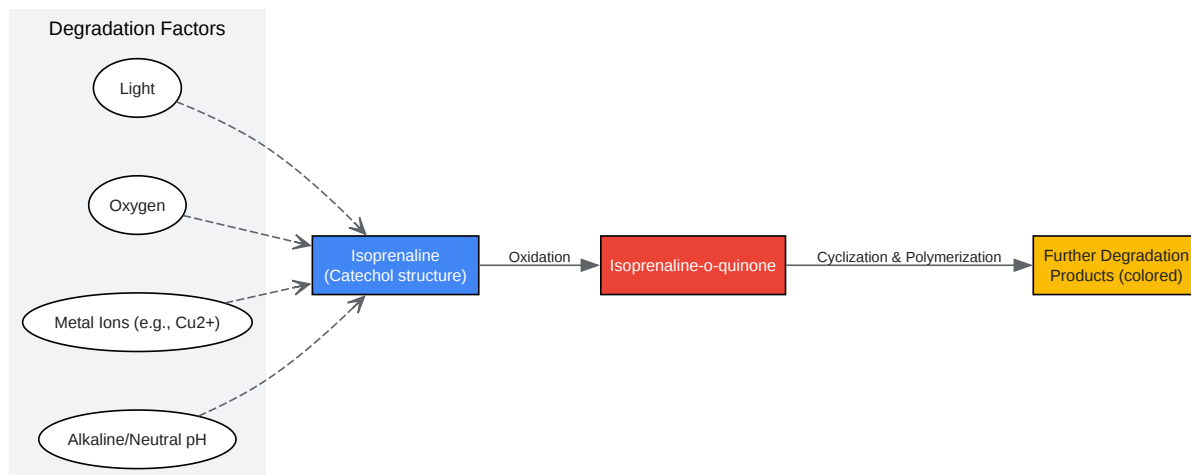 Degradation Factors
Light
Oxygen
Metal Ions (e.g., Cu2+)
Alkaline/Neutral pH
Isoprenaline
(Catechol structure)
Oxidation
Isoprenaline-o-quinone
Cyclization & Polymerization
Further Degradation
Products (colored)